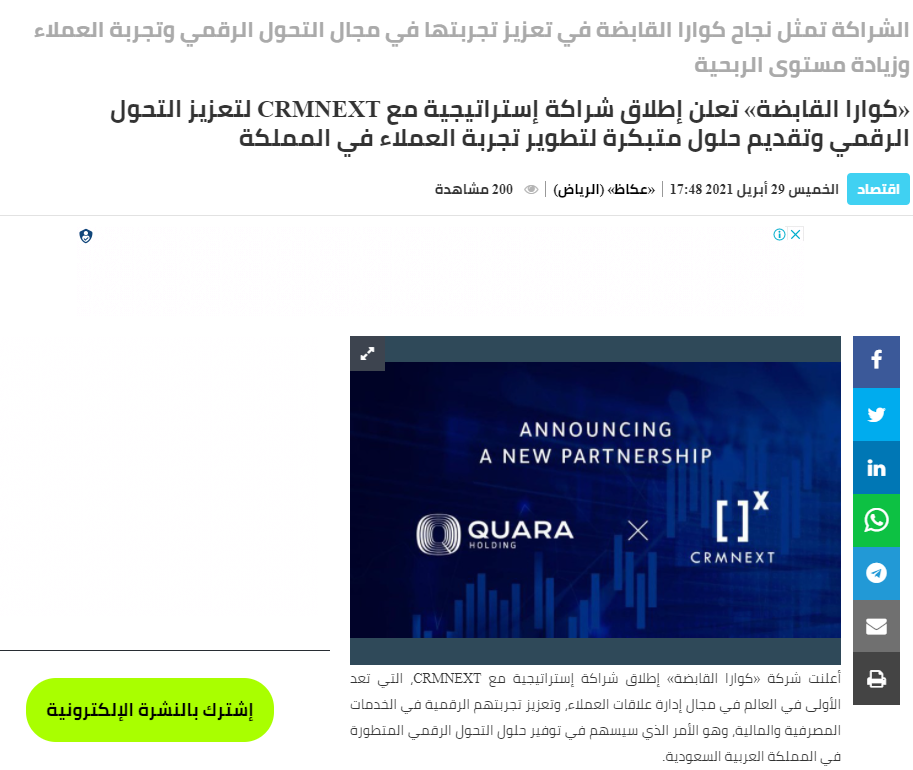 الشراكة تمثل نجاح كوارا القابضة في تعزيز تجربتها في مجال التحول الرقمي وتجربة العملاء
وزيادة مستوى الربحية
«كوارا القابضة» تعلن إطلاق شراكة إستراتيجية مع CRMNEXT لتعزيز التحول
الرقمي وتقديم حلول متبكرة لتطوير تجربة العملاء في المملكة
اقتصاد الخميس 29 أبريل 2021 17:48 | «عكاظ» (الرياض) | 200 مشاهدة
ANNOUNCING
A NEW PARTNERSHIP
QUARA HOLDING × []X CRMNEXT
أعلنت شركة «كوارا القابضة» إطلاق شراكة إستراتيجية مع CRMNEXT، التي تعد
الأولى في العالم في مجال إدارة علاقات العملاء، وتعزيز تجربتهم الرقمية في الخدمات
المصرفية والمالية، وهو الأمر الذي سيسهم في توفير حلول التحول الرقمي المتطورة
في المملكة العربية السعودية.
إشترك بالنشرة الإلكترونية